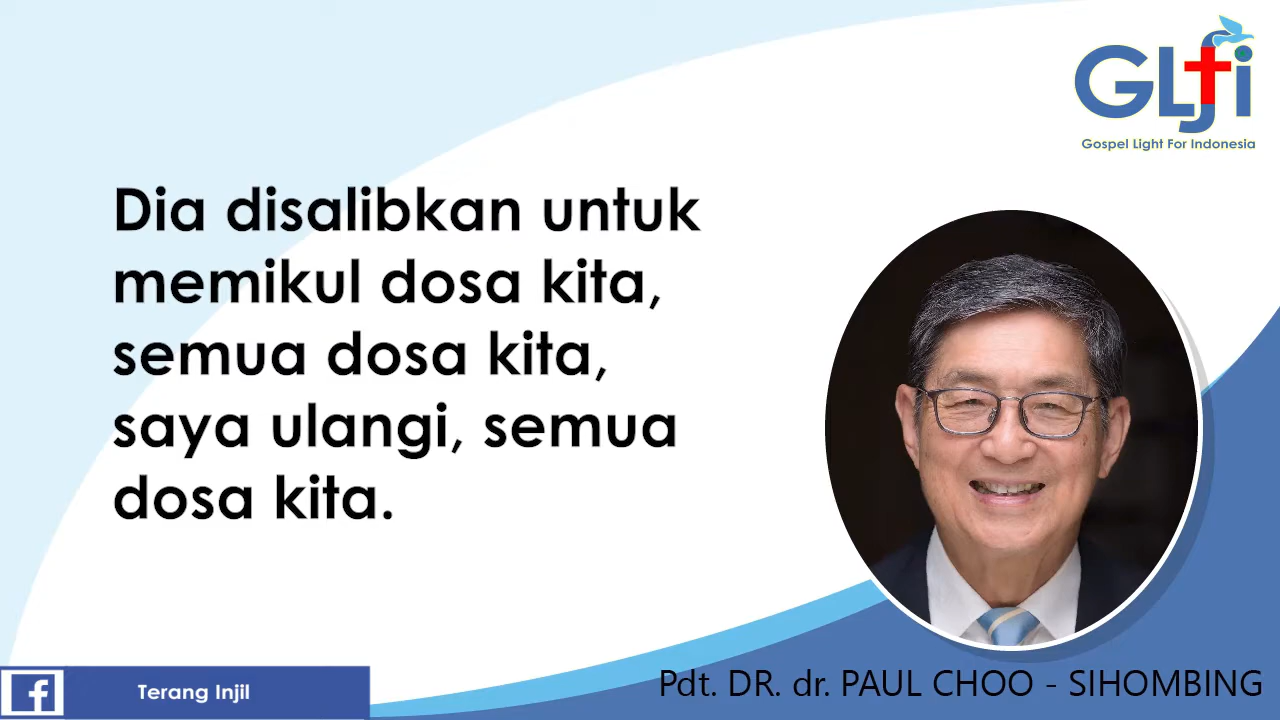 GLfi
Gospel Light For Indonesia
Dia disalibkan untuk
memikul dosa kita,
semua dosa kita,
saya ulangi, semua
dosa kita.
f
Terang Injil
Pdt. DR. dr. PAUL CHOO - SIHOMBING